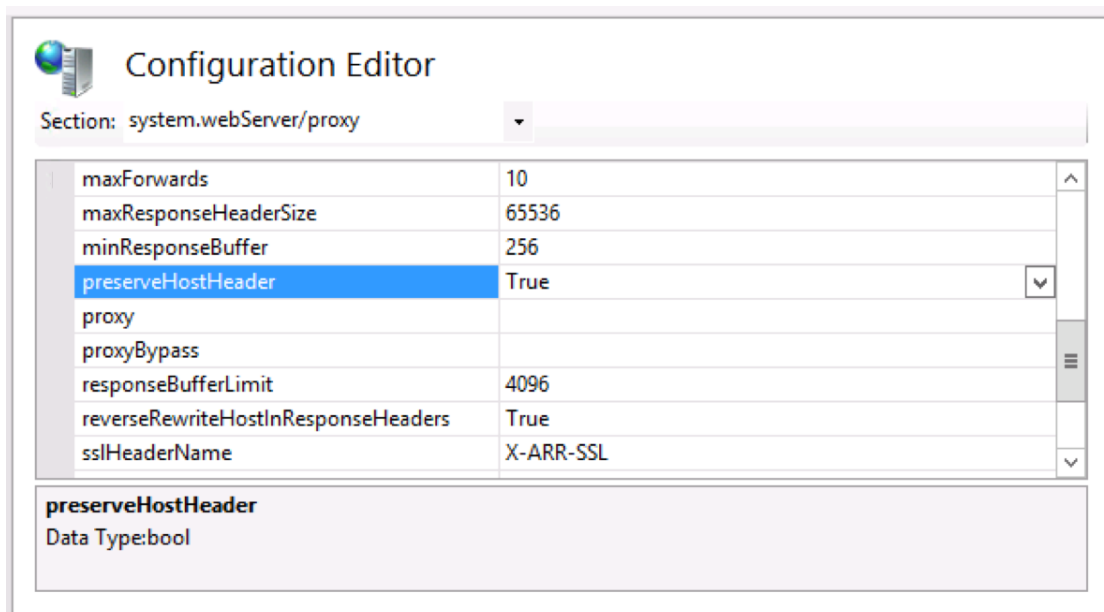 Configuration Editor
Section: system.webServer/proxy
maxForwards 10
maxResponseHeaderSize 65536
minResponseBuffer 256
preserveHostHeader True
proxy
proxyBypass
responseBufferLimit 4096
reverseRewriteHostInResponseHeaders True
sslHeaderName X-ARR-SSL
preserveHostHeader
Data Type:bool